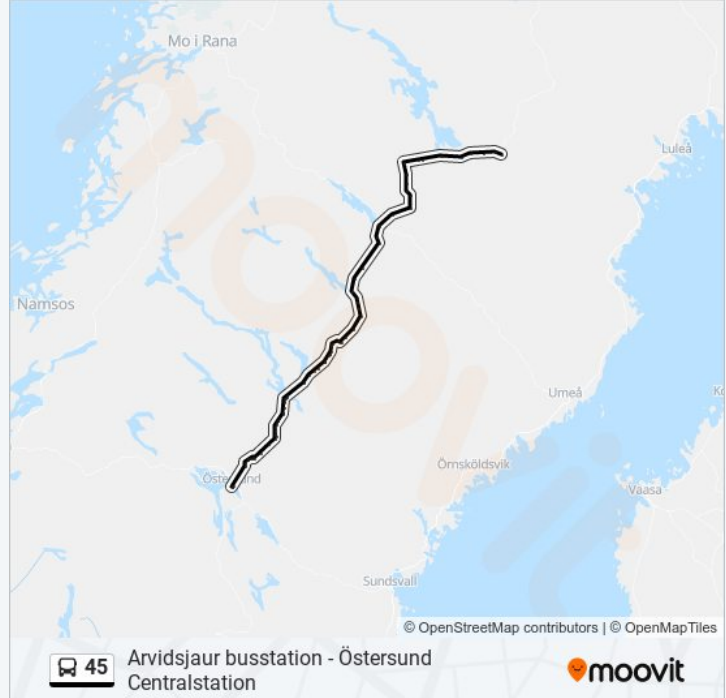 Mo i Rana
Luleå
Namsos
Umeå
Örnsköldsvik
Östersund
Vaasa
Sundsvall
© OpenStreetMap contributors | © OpenMapTiles
45
Arvidsjaur busstation - Östersund
Centralstation
moovit